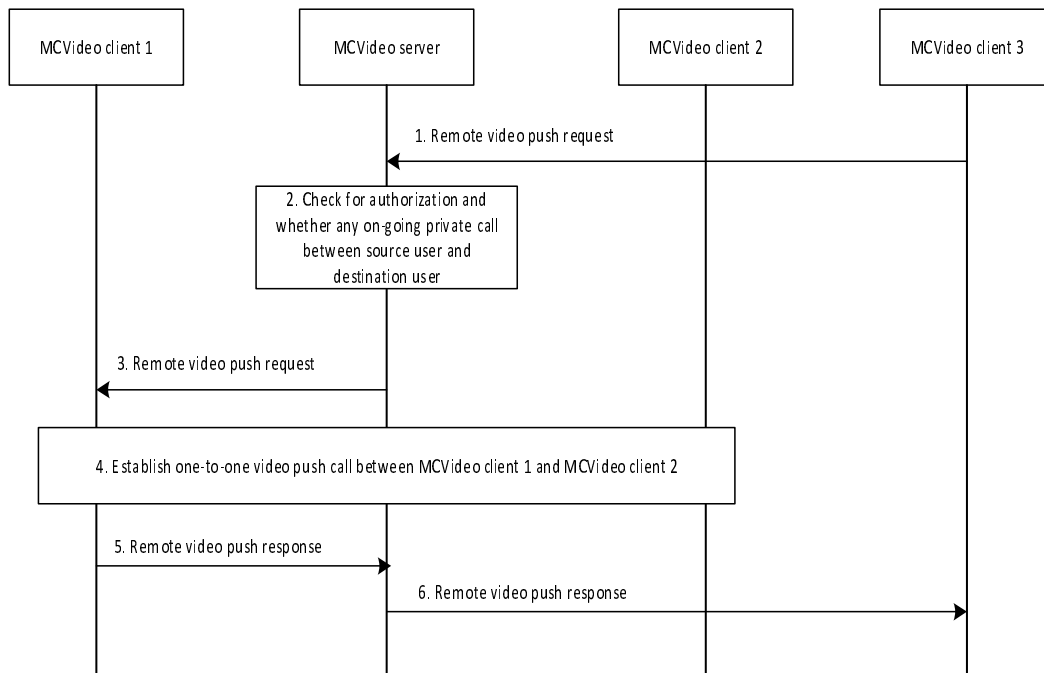 MCVideo client 1
MCVideo server
MCVideo client 2
MCVideo client 3
1. Remote video push request
2. Check for authorization and
whether any on-going private call
between source user and
destination user
3. Remote video push request
4. Establish one-to-one video push call between MCVideo client 1 and MCVideo client 2
5. Remote video push response
6. Remote video push response